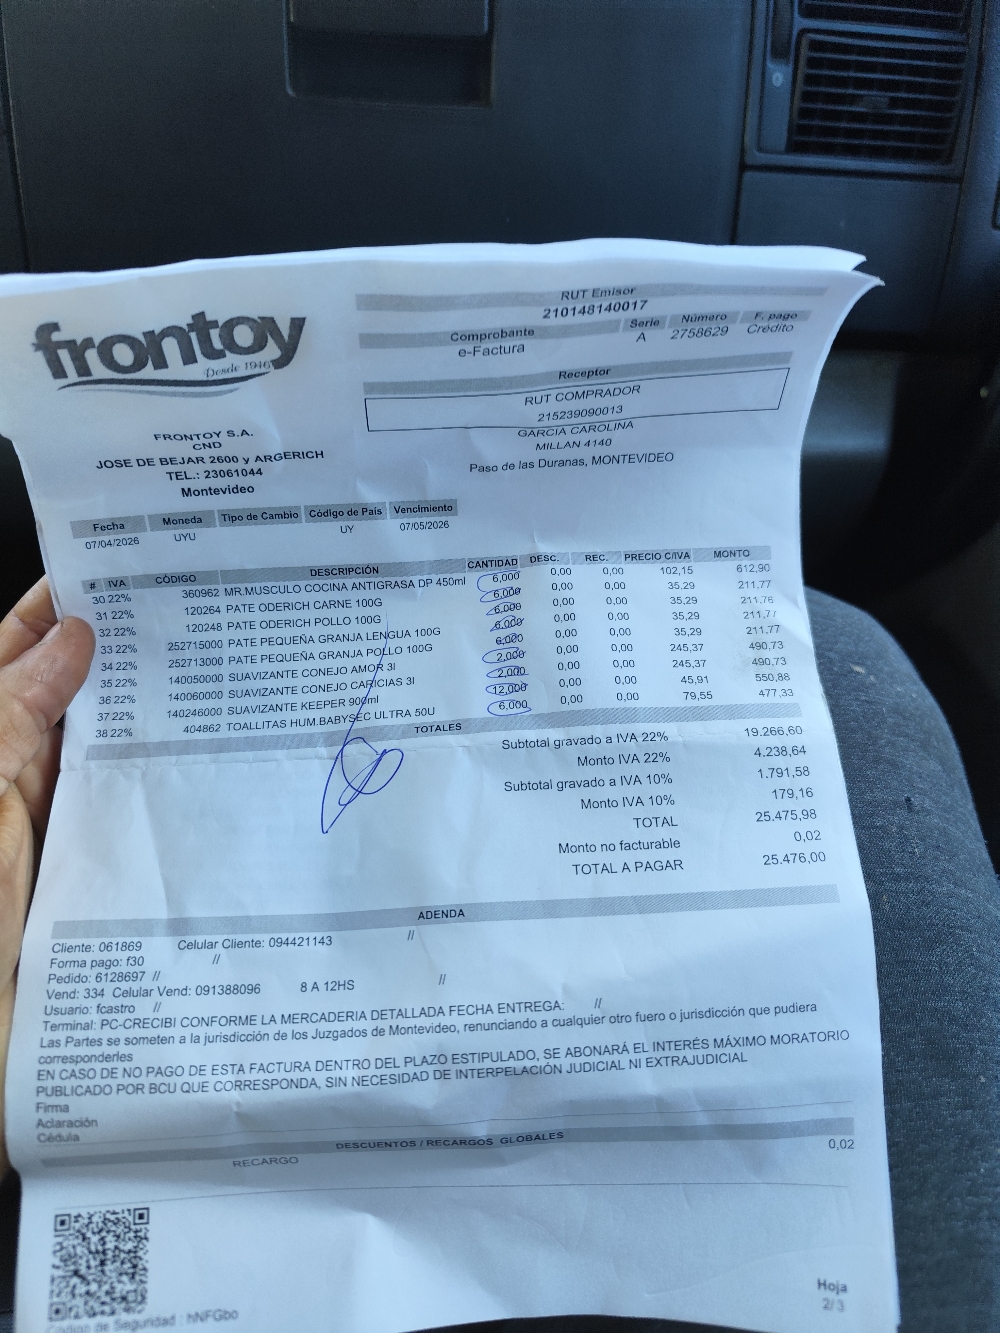 frontoy
Desde 1946
RUT Emisor
210148140017
Comprobante Serie Número F. pago
e-Factura A 2758629 Crédito
Receptor
RUT COMPRADOR
215239090013
GARCIA CAROLINA
MILLAN 4140
Paso de las Duranas, MONTEVIDEO
FRONTOY S.A.
CND
JOSE DE BEJAR 2600 y ARGERICH
TEL.: 23061044
Montevideo
Fecha Moneda Tipo de Cambio Código de País Vencimiento
07/04/2026 UYU UY 07/05/2026
# IVA CÓDIGO DESCRIPCIÓN CANTIDAD DESC. REC. PRECIO C/IVA MONTO
30 22% 360962 MR.MUSCULO COCINA ANTIGRASA DP 450ml 6,000 0,00 0,00 102,15 612,90
31 22% 120264 PATE ODERICH CARNE 100G 6,000 0,00 0,00 35,29 211,77
32 22% 120248 PATE ODERICH POLLO 100G 6,000 0,00 0,00 35,29 211,76
33 22% 252715000 PATE PEQUEÑA GRANJA LENGUA 100G 6,000 0,00 0,00 35,29 211,77
34 22% 252713000 PATE PEQUEÑA GRANJA POLLO 100G 6,000 0,00 0,00 35,29 211,77
35 22% 140050000 SUAVIZANTE CONEJO AMOR 3l 2,000 0,00 0,00 245,37 490,73
36 22% 140060000 SUAVIZANTE CONEJO CARICIAS 3l 2,000 0,00 0,00 245,37 490,73
37 22% 140246000 SUAVIZANTE KEEPER 900ml 12,000 0,00 0,00 45,91 550,88
38 22% 404862 TOALLITAS HUM.BABYSEC ULTRA 50U 6,000 0,00 0,00 79,55 477,33
TOTALES
Subtotal gravado a IVA 22% 19.266,60
Monto IVA 22% 4.238,64
Subtotal gravado a IVA 10% 1.791,58
Monto IVA 10% 179,16
TOTAL 25.475,98
Monto no facturable 0,02
TOTAL A PAGAR 25.476,00
ADENDA
Cliente: 061869 Celular Cliente: 094421143 //
Forma pago: f30 //
Pedido: 6128697 //
Vend: 334 Celular Vend: 091388096 8 A 12HS //
Usuario: fcastro //
Terminal: PC-CRECIBI CONFORME LA MERCADERIA DETALLADA FECHA ENTREGA: //
Las Partes se someten a la jurisdicción de los Juzgados de Montevideo, renunciando a cualquier otro fuero o jurisdicción que pudiera
corresponderles
EN CASO DE NO PAGO DE ESTA FACTURA DENTRO DEL PLAZO ESTIPULADO, SE ABONARÁ EL INTERÉS MÁXIMO MORATORIO
PUBLICADO POR BCU QUE CORRESPONDA, SIN NECESIDAD DE INTERPELACIÓN JUDICIAL NI EXTRAJUDICIAL
Firma
Aclaración
Cédula
DESCUENTOS / RECARGOS GLOBALES
RECARGO 0,02
Código de Seguridad : hNFGbo
Hoja
2/3